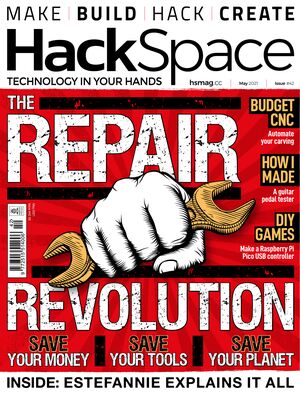 MAKE | BUILD | HACK | CREATE
HackSpace
TECHNOLOGY IN YOUR HANDS
hsmag.cc | May 2021 | Issue #42
THE
REPAIR
REVOLUTION
BUDGET
CNC
Automate
your carving
HOW I
MADE
A guitar
pedal tester
DIY
GAMES
Make a Raspberry Pi
Pico USB controller
SAVE
YOUR MONEY
SAVE
YOUR TOOLS
SAVE
YOUR PLANET
INSIDE: ESTEFANNIE EXPLAINS IT ALL